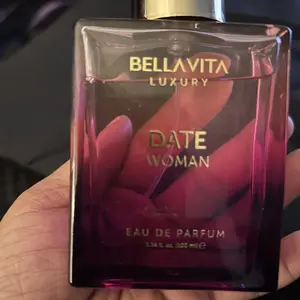 BELLAVITA
LUXURY
DATE
WOMAN
EAU DE PARFUM